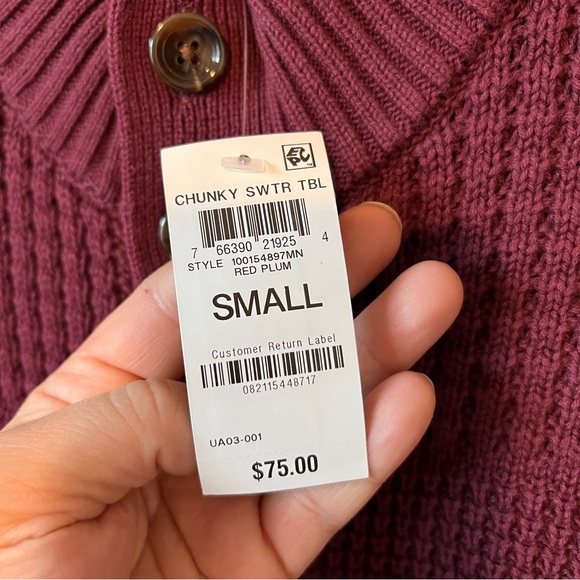 EPC
CHUNKY SWTR TBL
7 66390 21925 4
STYLE 100154897MN
RED PLUM
SMALL
Customer Return Label
082115448717
UA03-001
$75.00